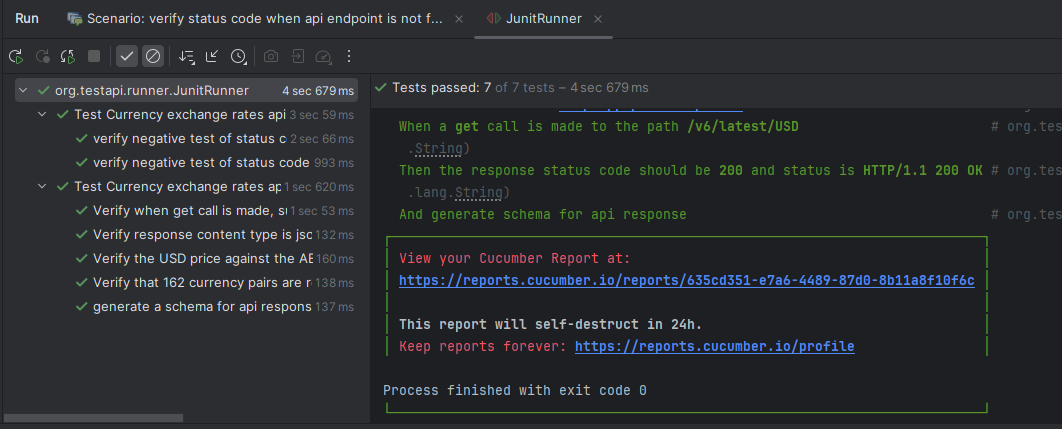 Run
Scenario: verify status code when api endpoint is not f...
JunitRunner
org.testapi.runner.JunitRunner 4 sec 679 ms
Test Currency exchange rates api 3 sec 59 ms
verify negative test of status c 2 sec 66 ms
verify negative test of status code 993 ms
Test Currency exchange rates ap 1 sec 620 ms
Verify when get call is made, su 1 sec 53 ms
Verify response content type is jsc 132 ms
Verify the USD price against the AE 160 ms
Verify that 162 currency pairs are r 138 ms
generate a schema for api respons 137 ms
Tests passed: 7 of 7 tests – 4 sec 679 ms
When a get call is made to the path /v6/latest/USD # org.tes
.String)
Then the response status code should be 200 and status is HTTP/1.1 200 OK # org.tes
.lang.String)
And generate schema for api response # org.tes
View your Cucumber Report at:
https://reports.cucumber.io/reports/635cd351-e7a6-4489-87d0-8b11a8f10f6c
This report will self-destruct in 24h.
Keep reports forever: https://reports.cucumber.io/profile
Process finished with exit code 0